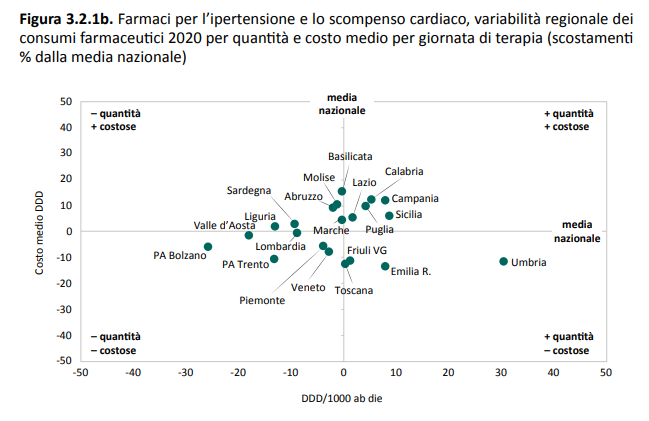 Figura 3.2.1b. Farmaci per l’ipertensione e lo scompenso cardiaco, variabilità regionale dei
consumi farmaceutici 2020 per quantità e costo medio per giornata di terapia (scostamenti
% dalla media nazionale)
media
nazionale
50
– quantità
+ costose
+ quantità
+ costose
40
30
Basilicata
20
Molise
Lazio
Calabria
Sardegna
Abruzzo
Campania
10
Liguria
Sicilia
Valle d’Aosta
Marche
Puglia
media
nazionale
0
Lombardia
PA Bolzano
PA Trento
Friuli VG
-10
Emilia R.
Umbria
Piemonte
Veneto
Toscana
-20
-30
-40
– quantità
– costose
+ quantità
– costose
-50
-50 -40 -30 -20 -10 0 10 20 30 40 50
Costo medio DDD
DDD/1000 ab die